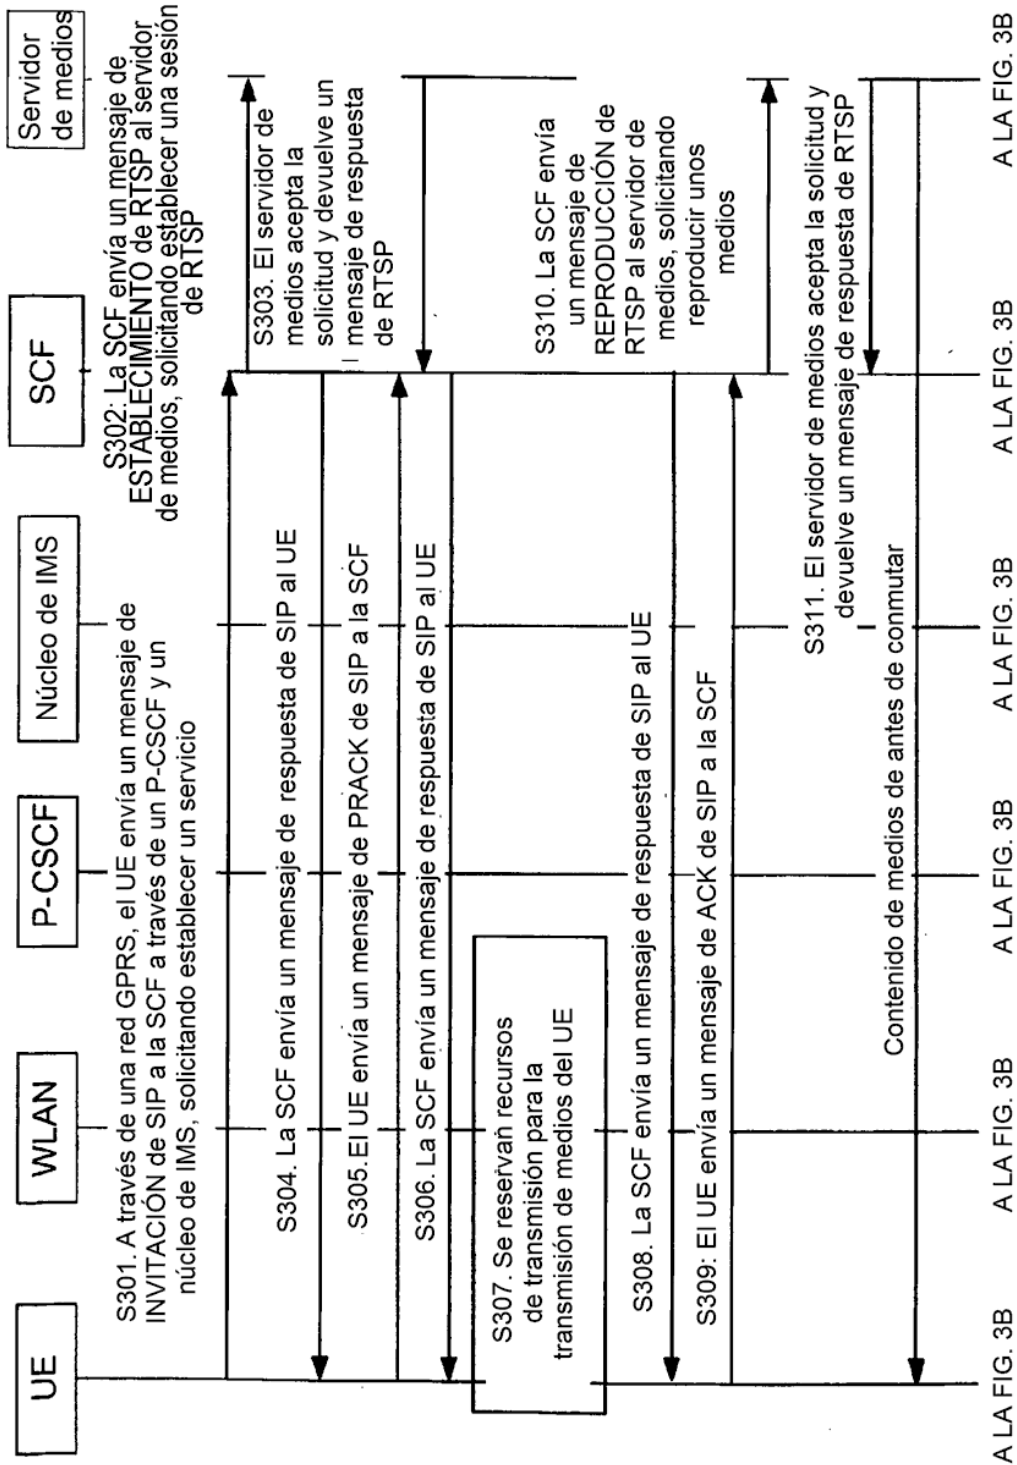 UE
WLAN
P-CSCF
Núcleo de IMS
SCF
Servidor
de medios
S301. A través de una red GPRS, el UE envía un mensaje de
INVITACIÓN de SIP a la SCF a través de un P-CSCF y un
núcleo de IMS, solicitando establecer un servicio
S302: La SCF envía un mensaje de
ESTABLECIMIENTO de RTSP al servidor
de medios, solicitando establecer una sesión
de RTSP
S303. El servidor de
medios acepta la
solicitud y devuelve un
mensaje de respuesta
de RTSP
S304. La SCF envía un mensaje de respuesta de SIP al UE
S305. El UE envía un mensaje de PRACK de SIP a la SCF
S306. La SCF envía un mensaje de respuesta de SIP al UE
S307. Se reservan recursos
de transmisión para la
transmisión de medios del UE
S308. La SCF envía un mensaje de respuesta de SIP al UE
S309: El UE envía un mensaje de ACK de SIP a la SCF
S310. La SCF envía
un mensaje de
REPRODUCCIÓN de
RTSP al servidor de
medios, solicitando
reproducir unos
medios
S311. El servidor de medios acepta la solicitud y
devuelve un mensaje de respuesta de RTSP
Contenido de medios de antes de conmutar
A LA FIG. 3B
A LA FIG. 3B
A LA FIG. 3B
A LA FIG. 3B
A LA FIG. 3B
A LA FIG. 3B